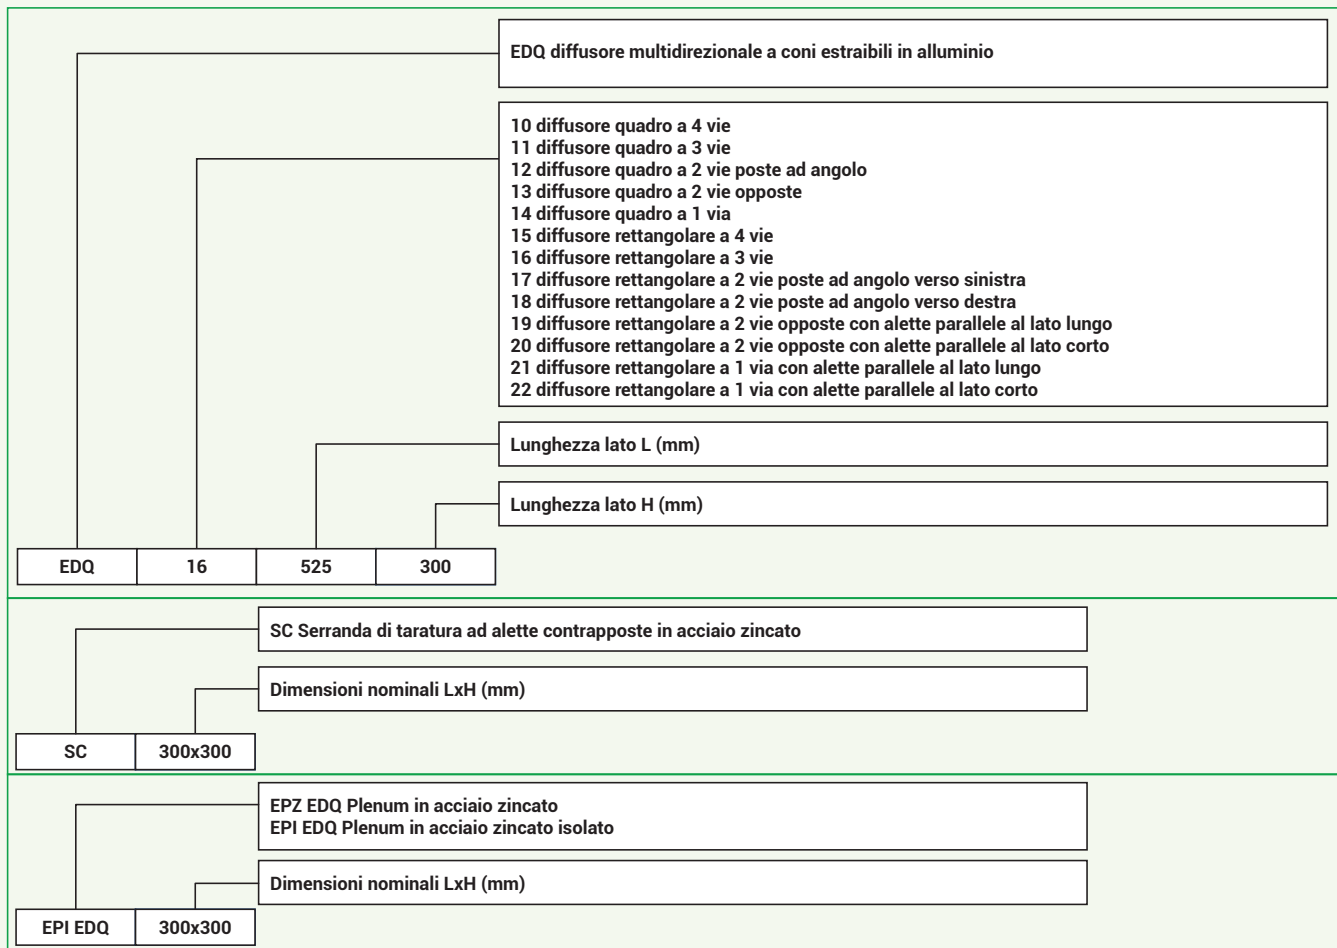 EDQ diffusore multidirezionale a coni estraibili in alluminio
10 diffusore quadro a 4 vie
11 diffusore quadro a 3 vie
12 diffusore quadro a 2 vie poste ad angolo
13 diffusore quadro a 2 vie opposte
14 diffusore quadro a 1 via
15 diffusore rettangolare a 4 vie
16 diffusore rettangolare a 3 vie
17 diffusore rettangolare a 2 vie poste ad angolo verso sinistra
18 diffusore rettangolare a 2 vie poste ad angolo verso destra
19 diffusore rettangolare a 2 vie opposte con alette parallele al lato lungo
20 diffusore rettangolare a 2 vie opposte con alette parallele al lato corto
21 diffusore rettangolare a 1 via con alette parallele al lato lungo
22 diffusore rettangolare a 1 via con alette parallele al lato corto
Lunghezza lato L (mm)
Lunghezza lato H (mm)
EDQ 16 525 300
SC Serranda di taratura ad alette contrapposte in acciaio zincato
Dimensioni nominali LxH (mm)
SC 300x300
EPZ EDQ Plenum in acciaio zincato
EPI EDQ Plenum in acciaio zincato isolato
Dimensioni nominali LxH (mm)
EPI EDQ 300x300